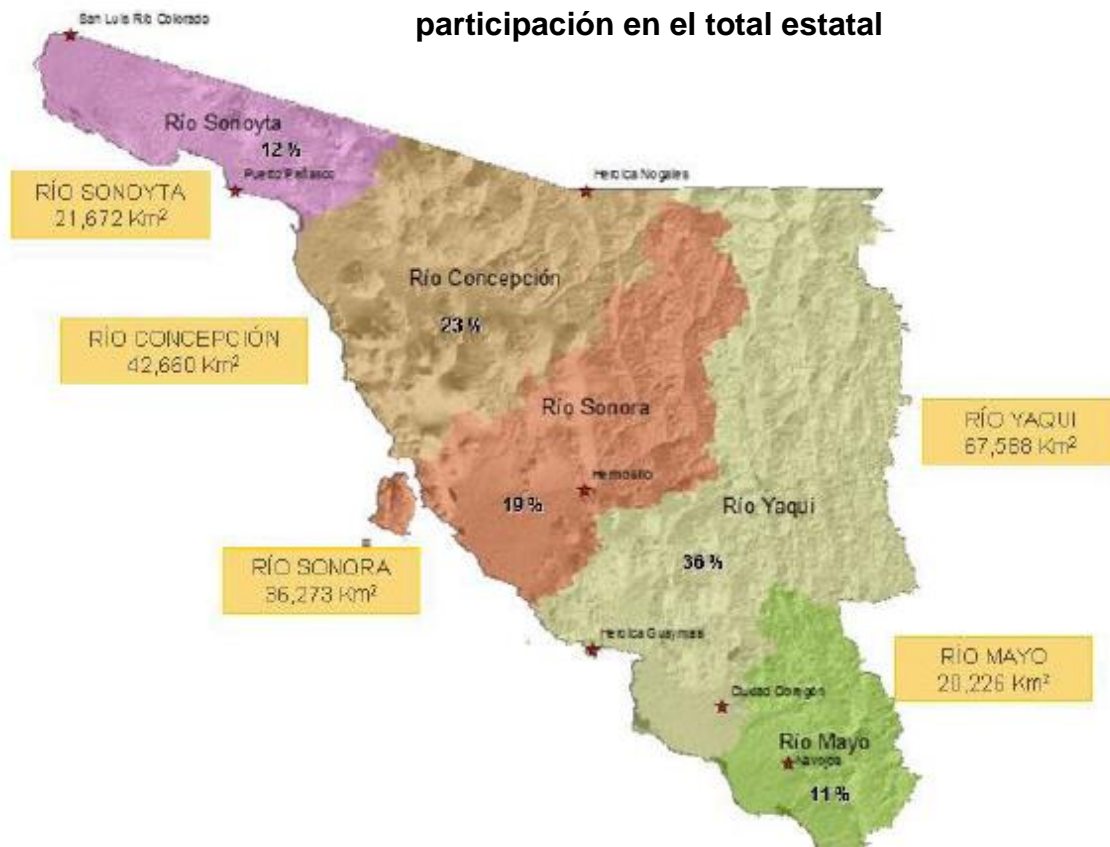 participación en el total estatal
San Luis Río Colorado
Río Sonoyta
12 %
Puerto Peñasco
Heroica Nogales
RÍO SONOYTA
21,672 Km²
Río Concepción
23 %
RÍO CONCEPCIÓN
42,660 Km²
Río Sonora
RÍO YAQUI
67,588 Km²
Hermosillo
19 %
Río Yaqui
36 %
RÍO SONORA
36,273 Km²
Heroica Guaymas
RÍO MAYO
20,226 Km²
Ciudad Obregón
Río Mayo
Navojoa
11 %